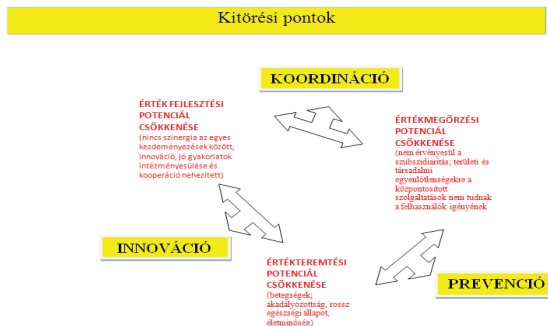 Kitörési pontok
KOORDINÁCIÓ
ÉRTÉK FEJLESZTÉSI
POTENCIÁL
CSÖKKENÉSE
(nincs szinergia az egyes
kezdeményezések között,
innováció, jó gyakorlatok
intézményesülése és
kooperáció nehezített)
ÉRTÉKMEGŐRZÉSI
POTENCIÁL
CSÖKKENÉSE
(nem érvényesül a
szubszidiaritás; területi és
társadalmi
egyenlőtlenségekre a
központosított
szolgáltatások nem tudnak
a felhasználók igényének
INNOVÁCIÓ
ÉRTÉKTEREMTÉSI
POTENCIÁL
CSÖKKENÉSE
(betegségek;
akadályozottság, rossz
egészségi állapot,
életminőség)
PREVENCIÓ